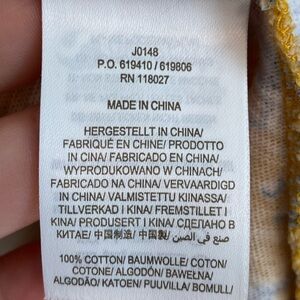 J0148
P.O. 619410 / 619806
RN 118027
MADE IN CHINA
HERGESTELLT IN CHINA/
FABRIQUÉ EN CHINE/ PRODOTTO
IN CINA/ FABRICADO EN CHINA/
WYPRODUKOWANO W CHINACH/
FABRICADO NA CHINA/ VERVAARDIGD
IN CHINA/ VALMISTETTU KIINASSA/
TILLVERKAD I KINA/ FREMSTILLET I
KINA/ PRODUSERT I KINA/ СДЕЛАНО В
КИТАЕ/ 中国制造/ 中国製/ صنع في الصين
100% COTTON/ BAUMWOLLE/ COTON/
COTONE/ ALGODÓN/ BAWEŁNA/
ALGODÃO/ KATOEN/ PUUVILLA/ BOMULL/